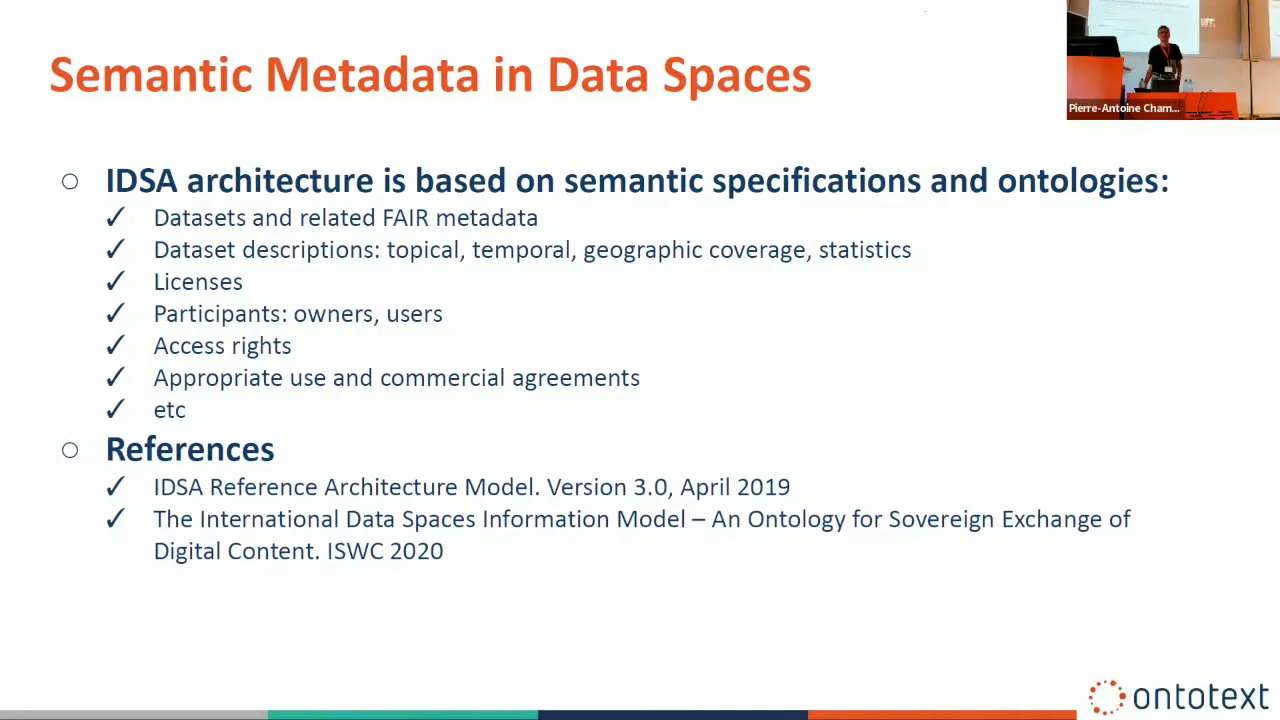 Semantic Metadata in Data Spaces
Pierre-Antoine Cham...
○ IDSA architecture is based on semantic specifications and ontologies:
✓ Datasets and related FAIR metadata
✓ Dataset descriptions: topical, temporal, geographic coverage, statistics
✓ Licenses
✓ Participants: owners, users
✓ Access rights
✓ Appropriate use and commercial agreements
✓ etc
○ References
✓ IDSA Reference Architecture Model. Version 3.0, April 2019
✓ The International Data Spaces Information Model – An Ontology for Sovereign Exchange of
Digital Content. ISWC 2020
ontotext